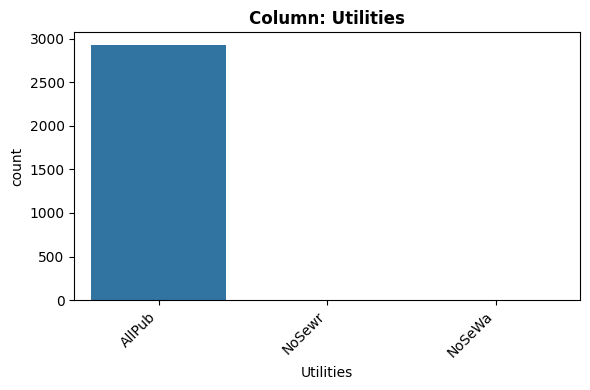 Column: Utilities
3000
2500
2000
1500
1000
500
0
count
AllPub
NoSewr
NoSeWa
Utilities